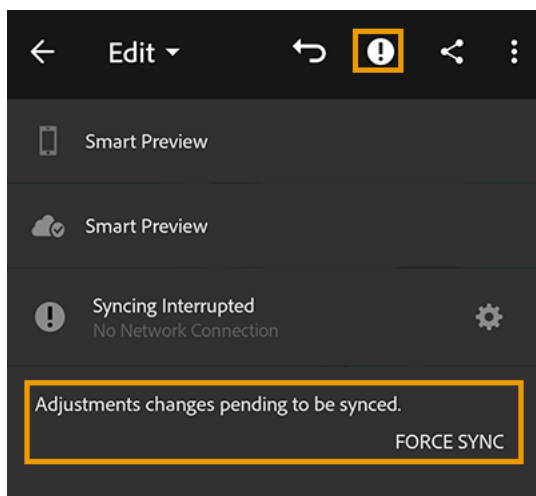 Edit
Smart Preview
Smart Preview
Syncing Interrupted
No Network Connection
Adjustments changes pending to be synced.
FORCE SYNC